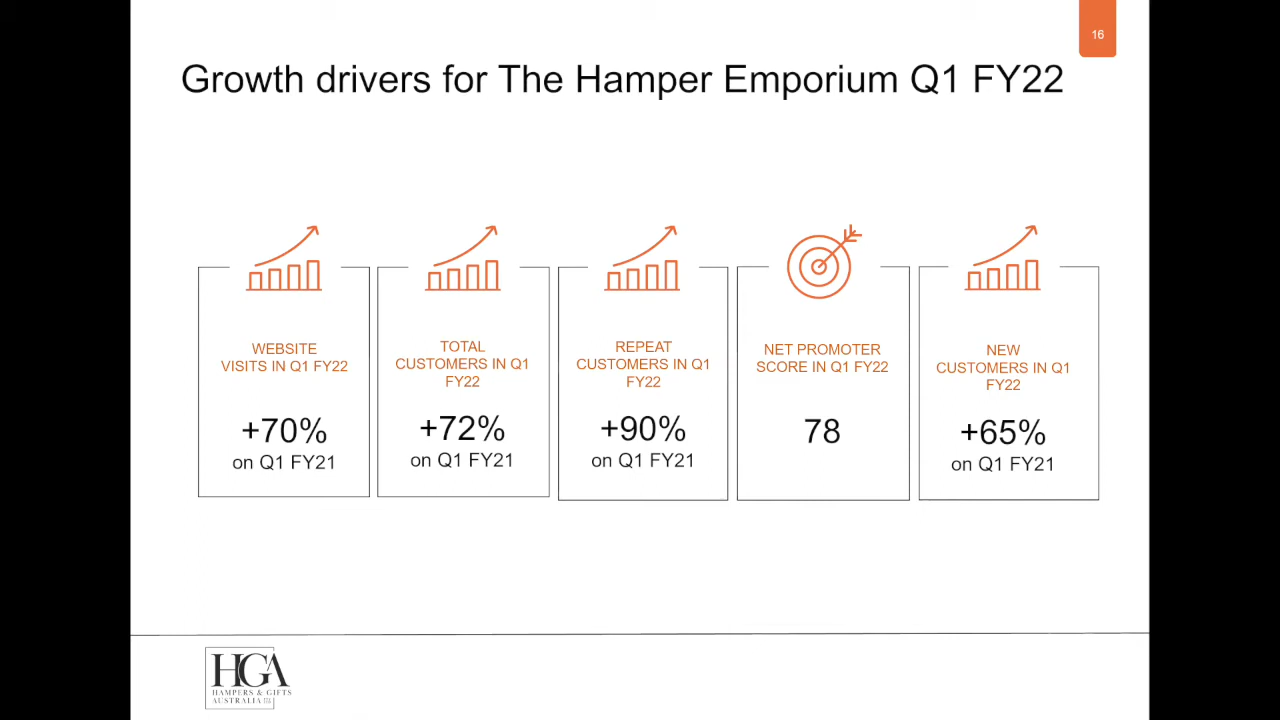 16
Growth drivers for The Hamper Emporium Q1 FY22
WEBSITE
VISITS IN Q1 FY22
+70%
on Q1 FY21
TOTAL
CUSTOMERS IN Q1
FY22
+72%
on Q1 FY21
REPEAT
CUSTOMERS IN Q1
FY22
+90%
on Q1 FY21
NET PROMOTER
SCORE IN Q1 FY22
78
NEW
CUSTOMERS IN Q1
FY22
+65%
on Q1 FY21
HGA
HAMPERS & GIFTS
AUSTRALIA